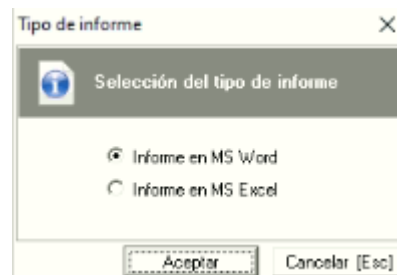 Tipo de informe
Selección del tipo de informe
Informe en MS Word
Informe en MS Excel
Aceptar Cancelar [Esc]